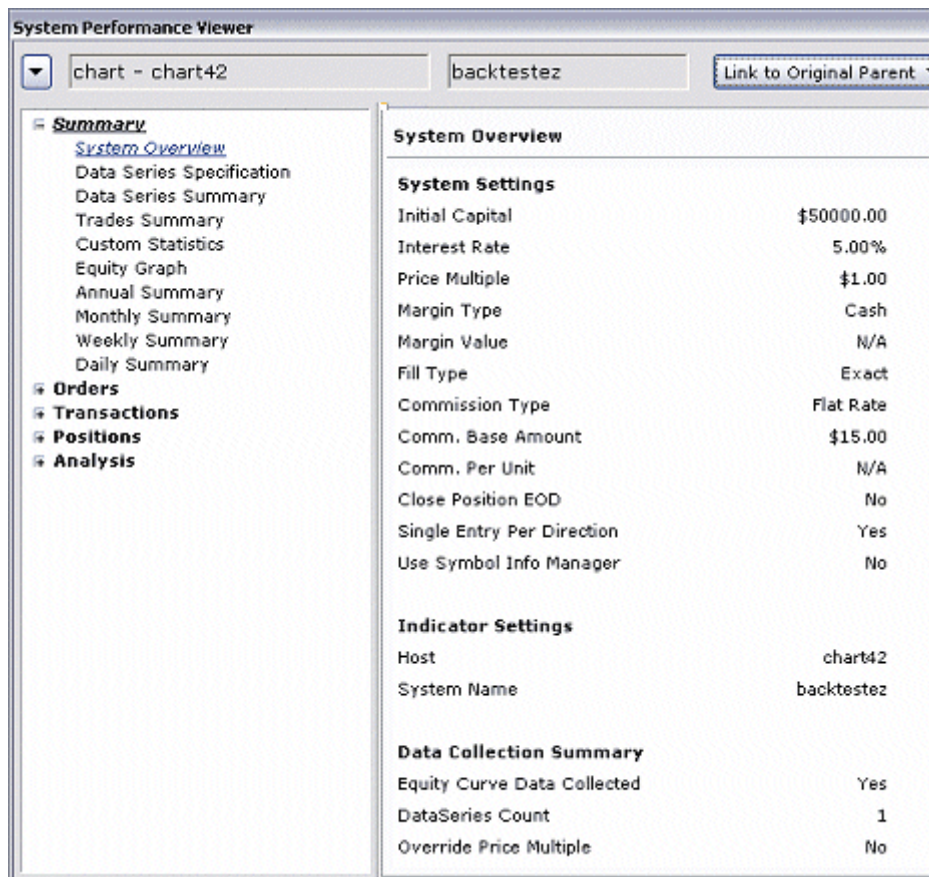 System Performance Viewer
chart - chart42
backtestez
Link to Original Parent
Summary
System Overview
Data Series Specification
Data Series Summary
Trades Summary
Custom Statistics
Equity Graph
Annual Summary
Monthly Summary
Weekly Summary
Daily Summary
Orders
Transactions
Positions
Analysis
System Overview
System Settings
Initial Capital $50000.00
Interest Rate 5.00%
Price Multiple $1.00
Margin Type Cash
Margin Value N/A
Fill Type Exact
Commission Type Flat Rate
Comm. Base Amount $15.00
Comm. Per Unit N/A
Close Position EOD No
Single Entry Per Direction Yes
Use Symbol Info Manager No
Indicator Settings
Host chart42
System Name backtestez
Data Collection Summary
Equity Curve Data Collected Yes
DataSeries Count 1
Override Price Multiple No